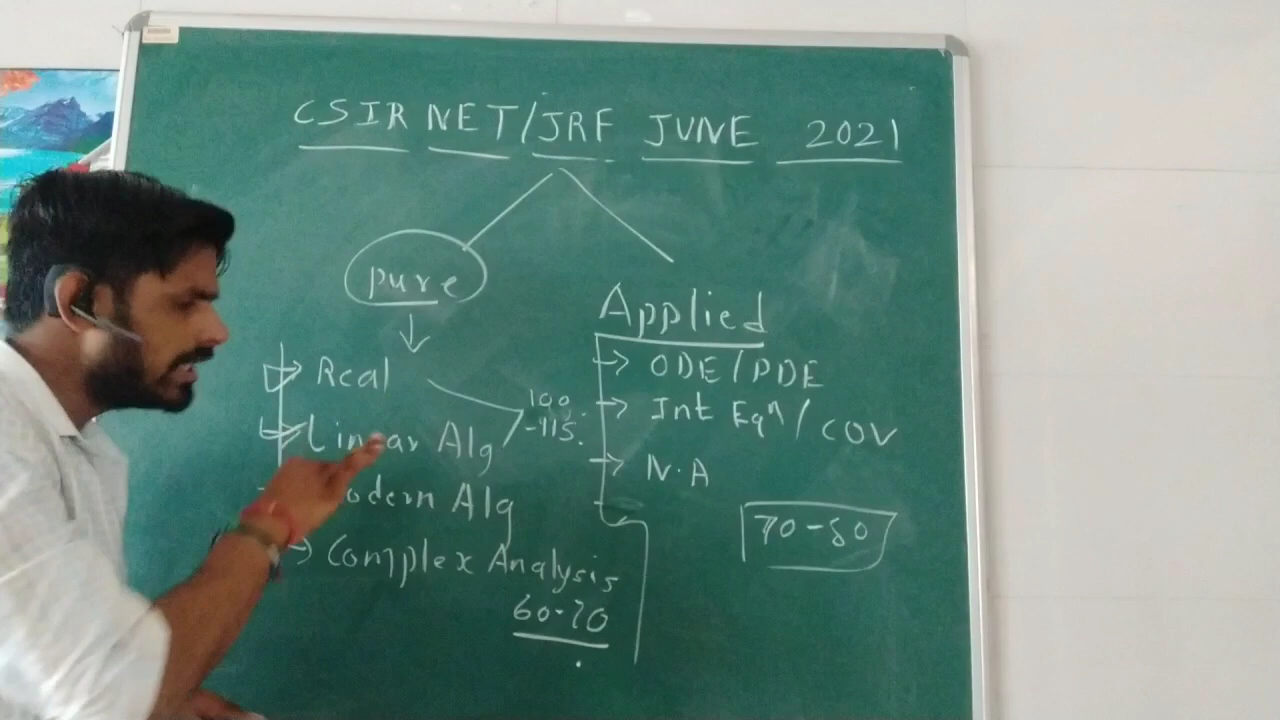 CSIR NET/JRF JUNE 2021
pure
Real
Linear Alg
100
-115.
Modern Alg
Complex Analysis
60-70
Applied
ODE/PDE
Int Eqⁿ/COV
N.A
70-80